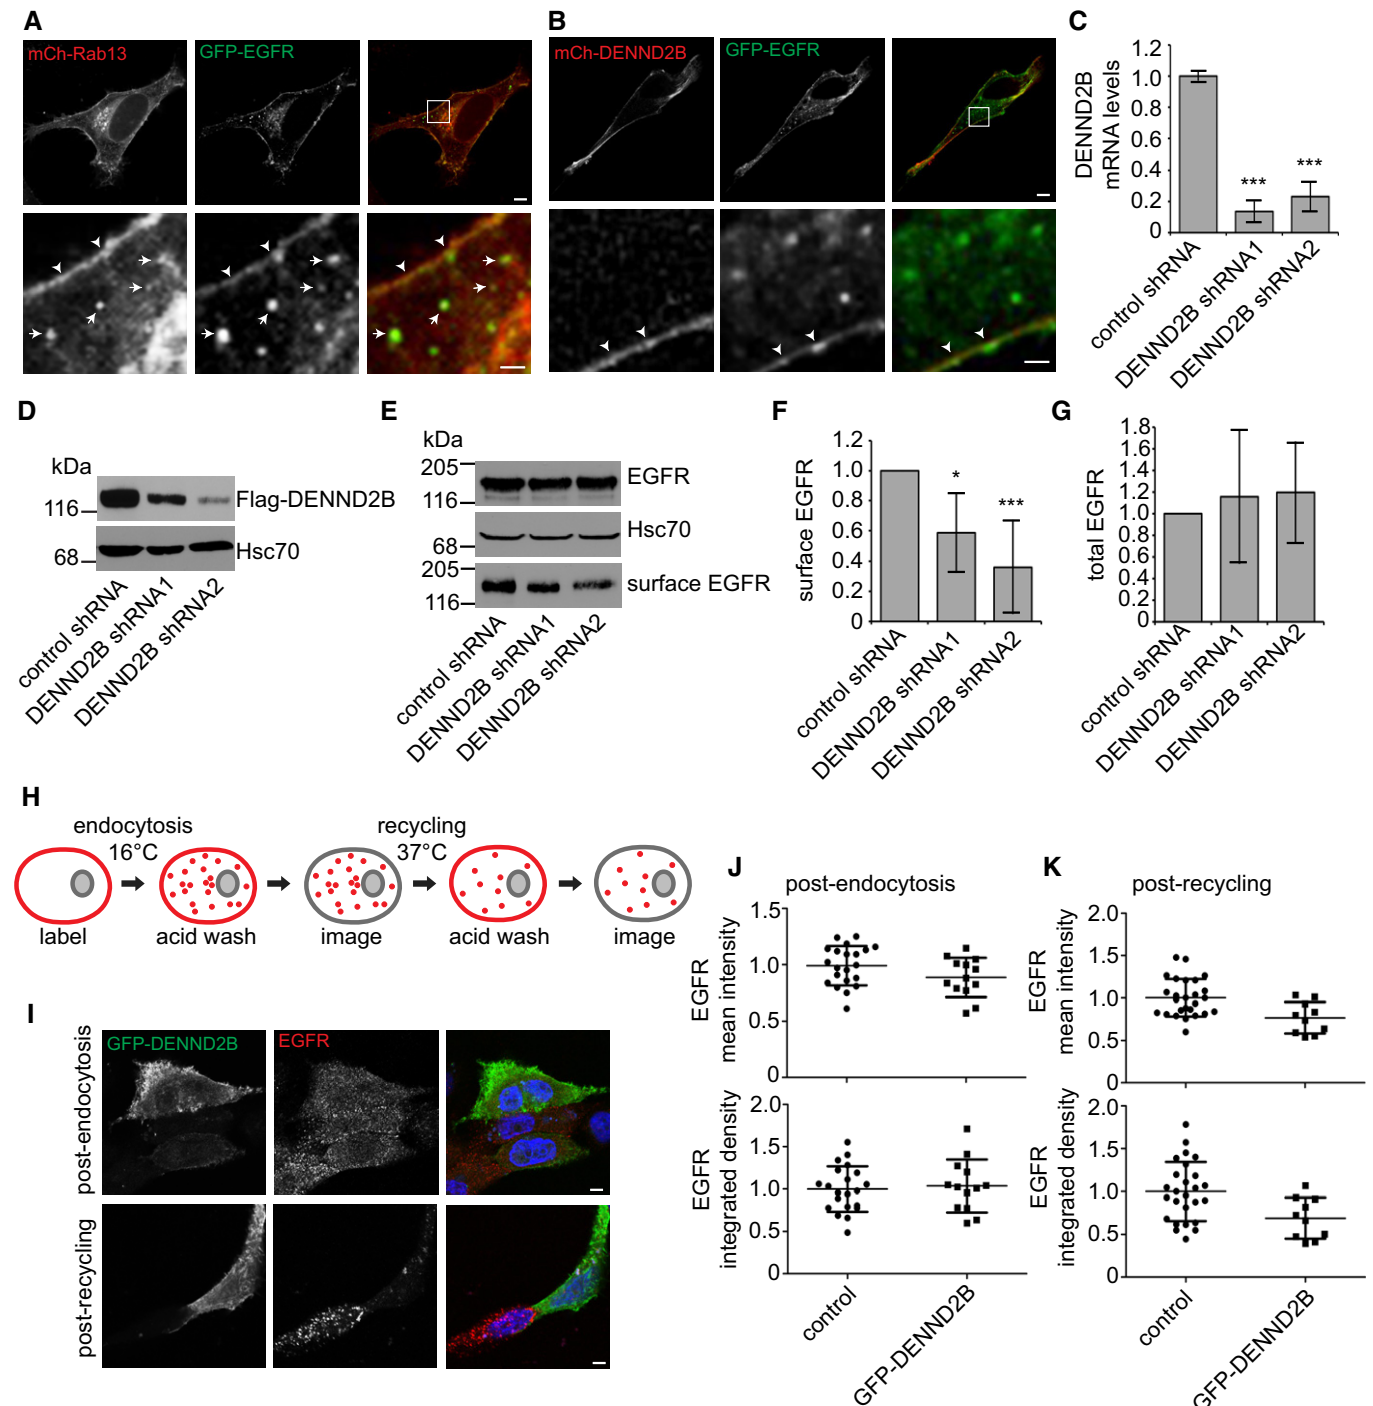 A
mCh-Rab13
GFP-EGFR
B
mCh-DENND2B
GFP-EGFR
C
DENND2B
mRNA levels
1.2
1.0
0.8
0.6
0.4
0.2
0
***
***
control shRNA
DENND2B shRNA1
DENND2B shRNA2
D
kDa
116
68
Flag-DENND2B
Hsc70
control shRNA
DENND2B shRNA1
DENND2B shRNA2
E
kDa
205
116
68
205
116
EGFR
Hsc70
surface EGFR
control shRNA
DENND2B shRNA1
DENND2B shRNA2
F
surface EGFR
1.2
1.0
0.8
0.6
0.4
0.2
0
*
***
control shRNA
DENND2B shRNA1
DENND2B shRNA2
G
total EGFR
1.8
1.6
1.4
1.2
1.0
0.8
0.6
0.4
0.2
0
control shRNA
DENND2B shRNA1
DENND2B shRNA2
H
endocytosis
16°C
recycling
37°C
label
acid wash
image
acid wash
image
I
GFP-DENND2B
EGFR
post-endocytosis
post-recycling
J
post-endocytosis
EGFR
mean intensity
1.5
1.0
0.5
0
EGFR
integrated density
2.0
1.5
1.0
0.5
0
control
GFP-DENND2B
K
post-recycling
EGFR
mean intensity
2.0
1.5
1.0
0.5
0
EGFR
integrated density
2.0
1.5
1.0
0.5
0
control
GFP-DENND2B